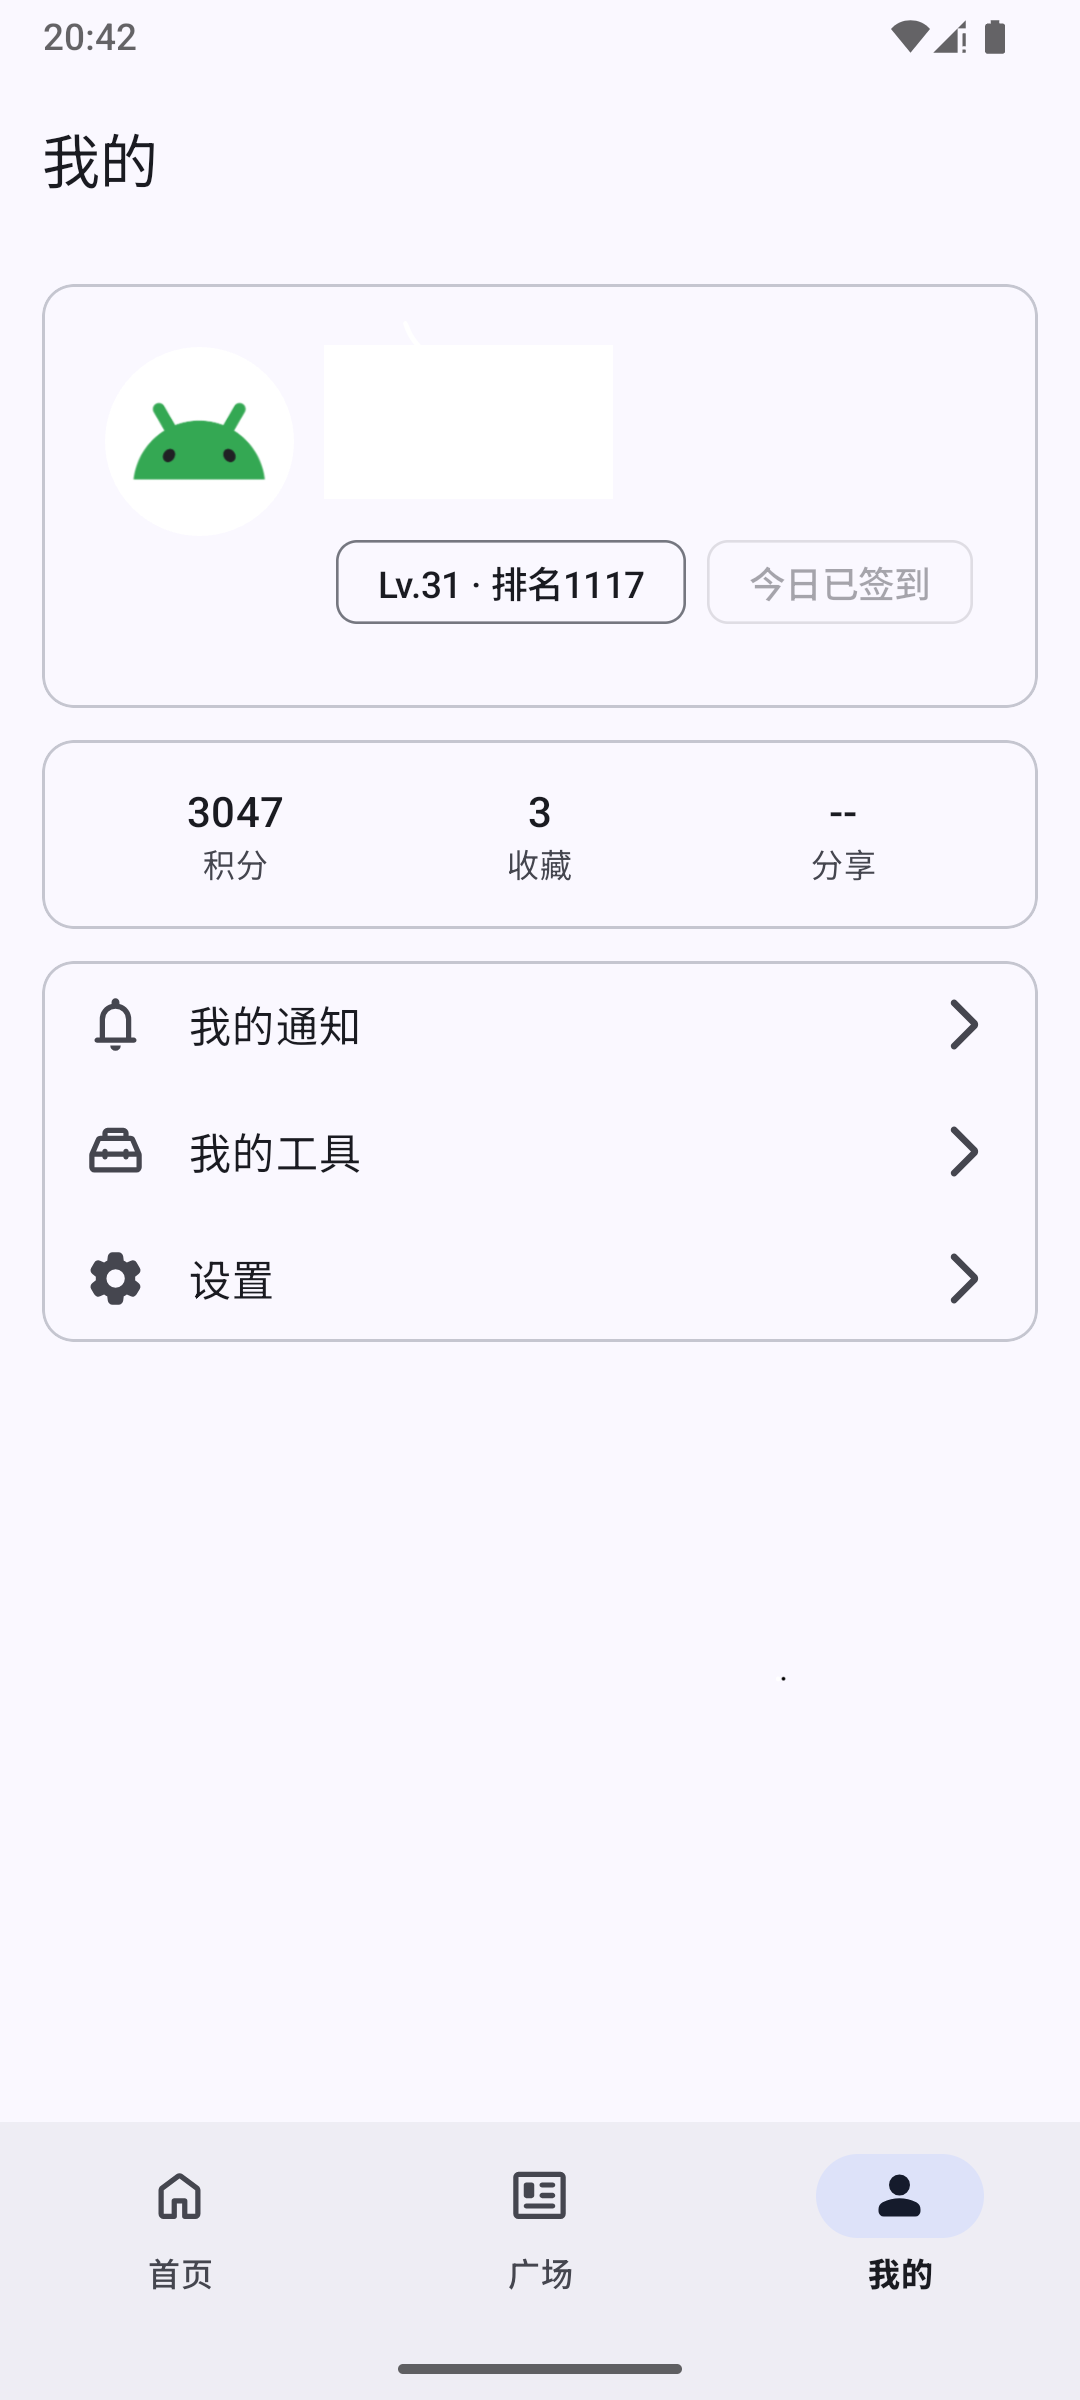 20:42
我的
Lv.31 · 排名1117
今日已签到
3047
积分
3
收藏
--
分享
我的通知
我的工具
设置
首页
广场
我的